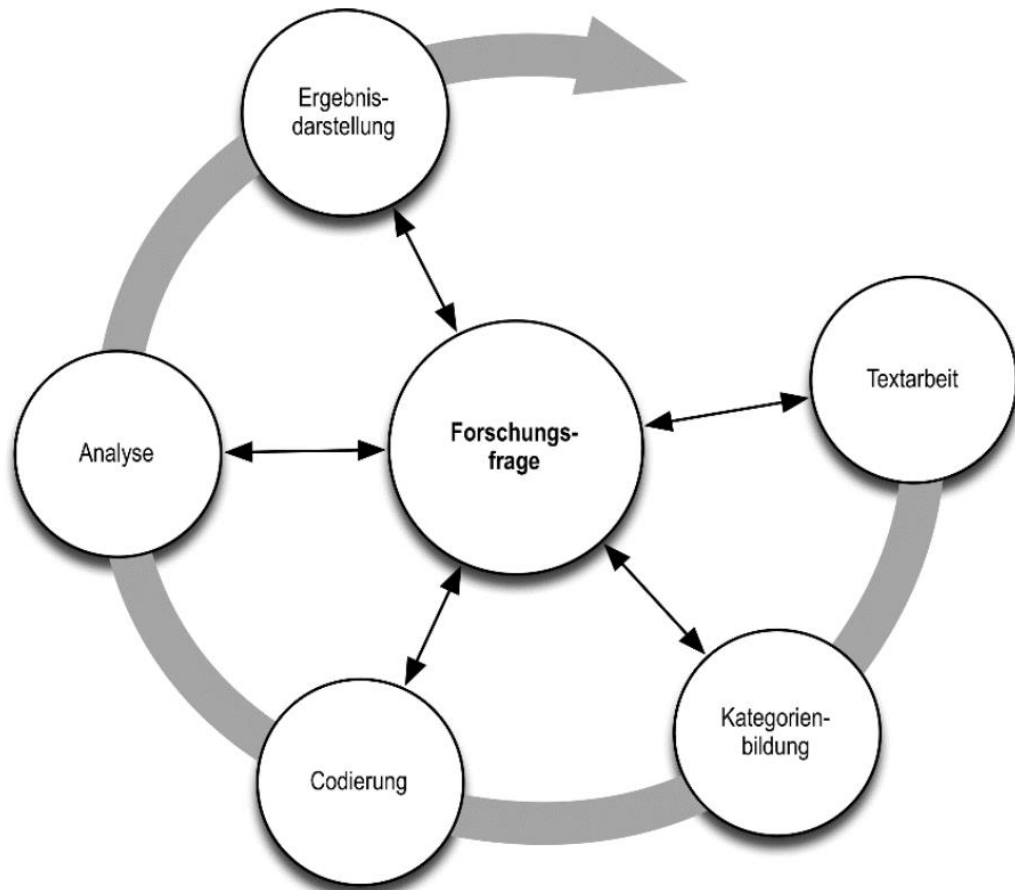 Ergebnis-
darstellung
Textarbeit
Forschungs-
frage
Analyse
Kategorien-
bildung
Codierung